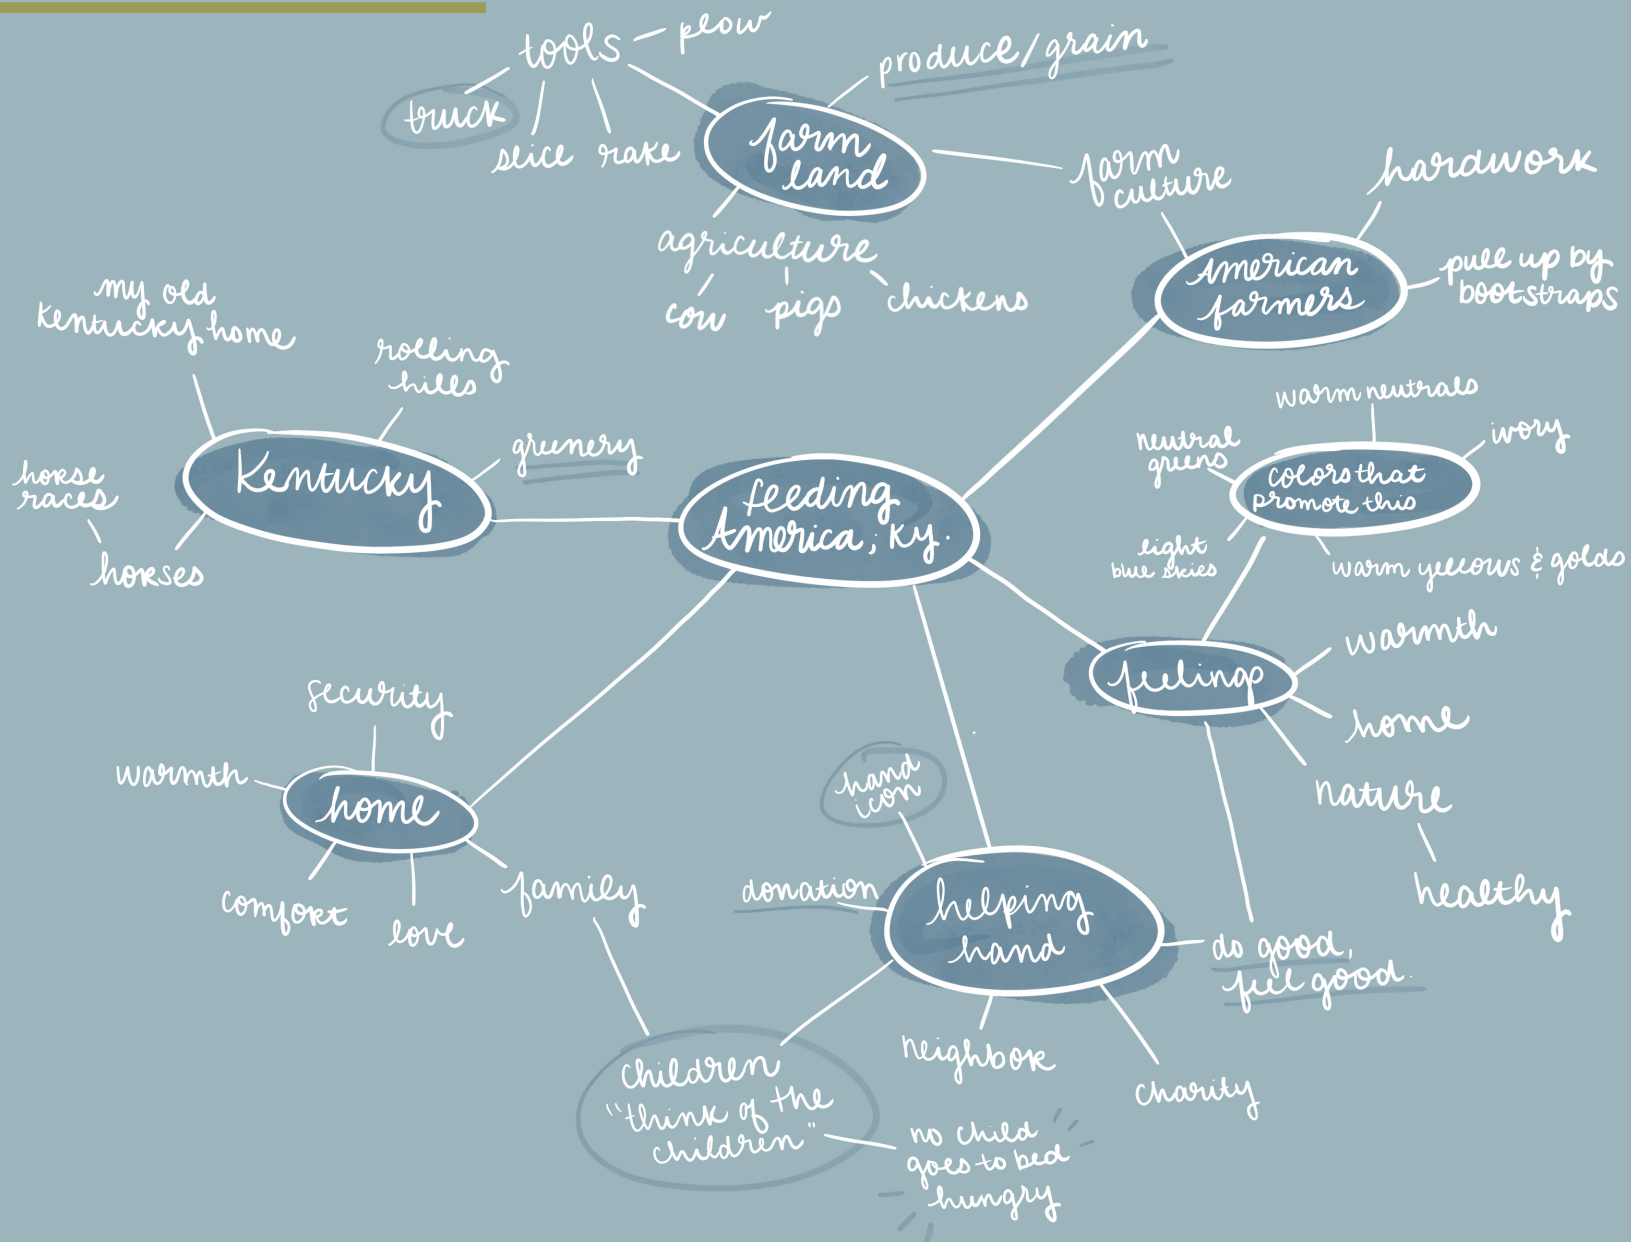 tools
plow
produce/grain
truck
slice
rake
farm
land
farm
culture
hardwork
agriculture
American
farmers
pull up by
bootstraps
cow
pigs
chickens
my old
Kentucky home
rolling
hills
warm neutrals
ivory
neutral
greens
colors that
promote this
greenery
Kentucky
horse
races
horses
feeding
America, Ky.
light
blue skies
warm yellows & golds
warmth
feelings
home
security
warmth
home
hand
icon
nature
healthy
comfort
love
family
donation
helping
hand
do good,
feel good.
neighbor
charity
children
"think of the
children"
no child
goes to bed
hungry